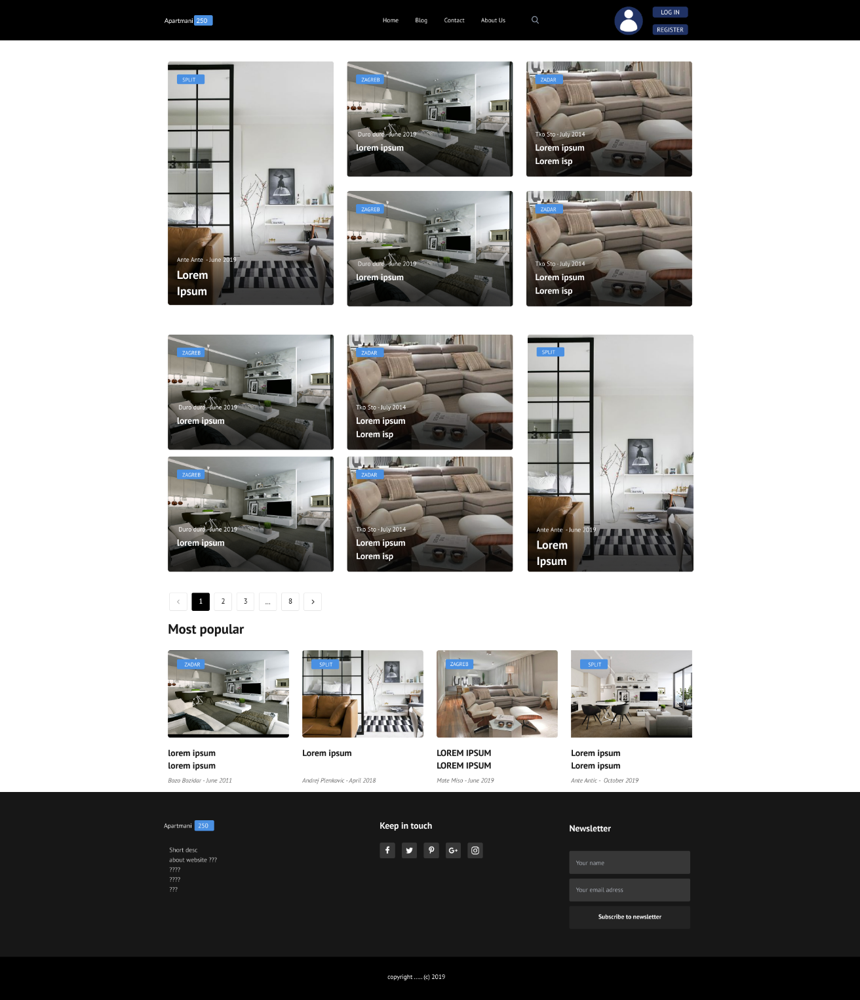 Apartmani 250
Home Blog Contact About Us
LOG IN
REGISTER
SPLIT
Ante Ante - June 2019
Lorem
Ipsum
ZAGREB
Duro duro - June 2019
lorem ipsum
ZADAR
Tko Sto - July 2014
Lorem ipsum
Lorem isp
ZAGREB
Duro duro - June 2019
lorem ipsum
ZADAR
Tko Sto - July 2014
Lorem ipsum
Lorem isp
ZAGREB
Duro duro - June 2019
lorem ipsum
ZADAR
Tko Sto - July 2014
Lorem ipsum
Lorem isp
SPLIT
Ante Ante - June 2019
Lorem
Ipsum
ZAGREB
Duro duro - June 2019
lorem ipsum
ZADAR
Tko Sto - July 2014
Lorem ipsum
Lorem isp
< 1 2 3 ... 8 >
Most popular
ZADAR
lorem ipsum
lorem ipsum
Bozo Bozidar - June 2011
SPLIT
Lorem ipsum
Andrej Plenkovic - April 2018
ZAGREB
LOREM IPSUM
LOREM IPSUM
Mate Miso - June 2019
SPLIT
Lorem ipsum
Lorem ipsum
Ante Antic - October 2019
Apartmani 250
Short desc
about website ???
????
????
???
Keep in touch
Newsletter
Your name
Your email adress
Subscribe to newsletter
copyright ..... (c) 2019